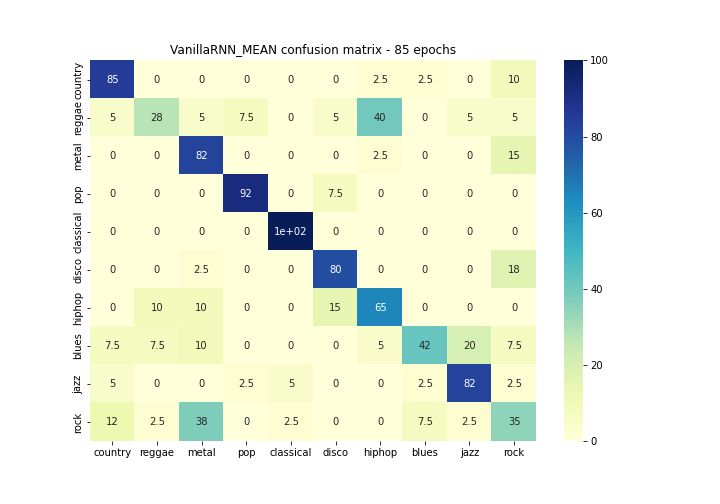 VanillaRNN_MEAN confusion matrix - 85 epochs
country 85 0 0 0 0 0 2.5 2.5 0 10
reggae 5 28 5 7.5 0 5 40 0 5 5
metal 0 0 82 0 0 0 2.5 0 0 15
pop 0 0 0 92 0 7.5 0 0 0 0
classical 0 0 0 0 1e+02 0 0 0 0 0
disco 0 0 2.5 0 0 80 0 0 0 18
hiphop 0 10 10 0 0 15 65 0 0 0
blues 7.5 7.5 10 0 0 0 5 42 20 7.5
jazz 5 0 0 2.5 5 0 0 2.5 82 2.5
rock 12 2.5 38 0 2.5 0 0 7.5 2.5 35
country reggae metal pop classical disco hiphop blues jazz rock
100
80
60
40
20
0